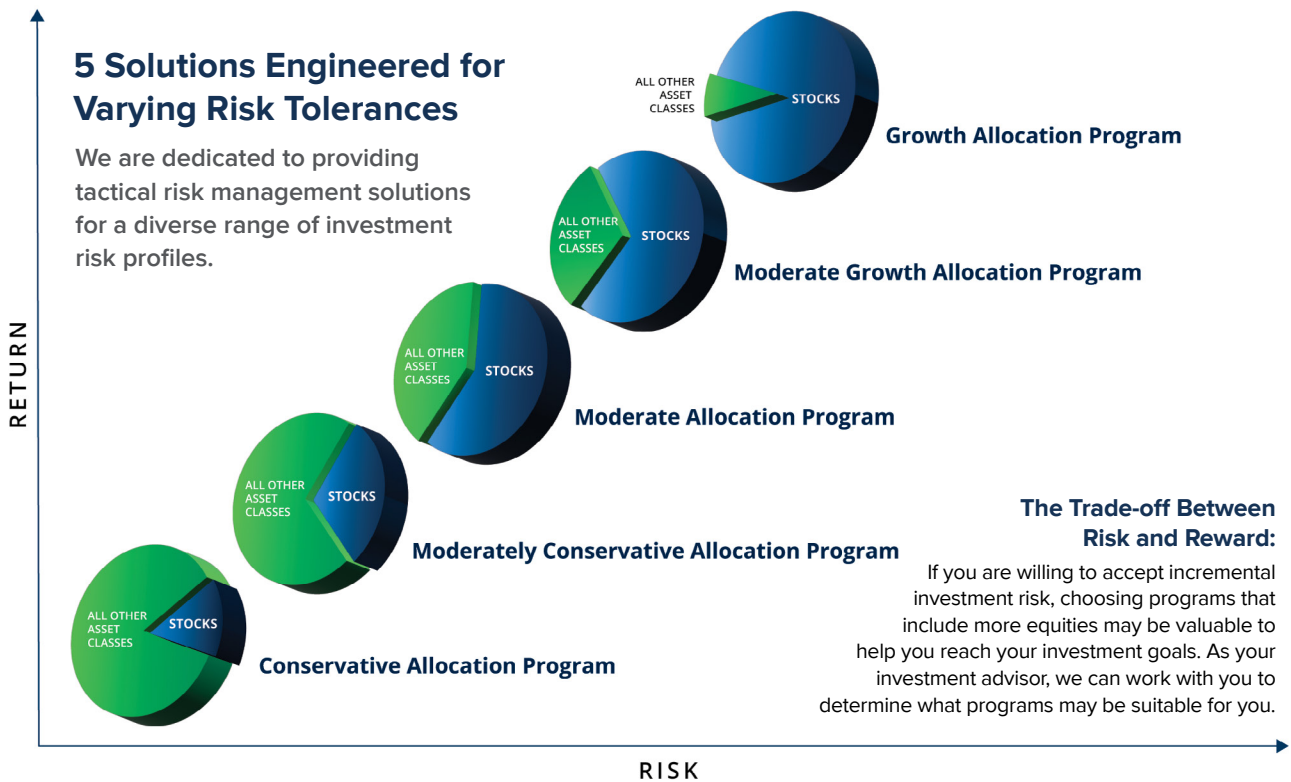 5 Solutions Engineered for
Varying Risk Tolerances
We are dedicated to providing
tactical risk management solutions
for a diverse range of investment
risk profiles.
ALL OTHER
ASSET
CLASSES
STOCKS
Growth Allocation Program
ALL OTHER
ASSET
CLASSES
STOCKS
Moderate Growth Allocation Program
ALL OTHER
ASSET
CLASSES
STOCKS
Moderate Allocation Program
ALL OTHER
ASSET
CLASSES
STOCKS
Moderately Conservative Allocation Program
ALL OTHER
ASSET
CLASSES
STOCKS
Conservative Allocation Program
The Trade-off Between
Risk and Reward:
If you are willing to accept incremental
investment risk, choosing programs that
include more equities may be valuable to
help you reach your investment goals. As your
investment advisor, we can work with you to
determine what programs may be suitable for you.
RETURN
RISK